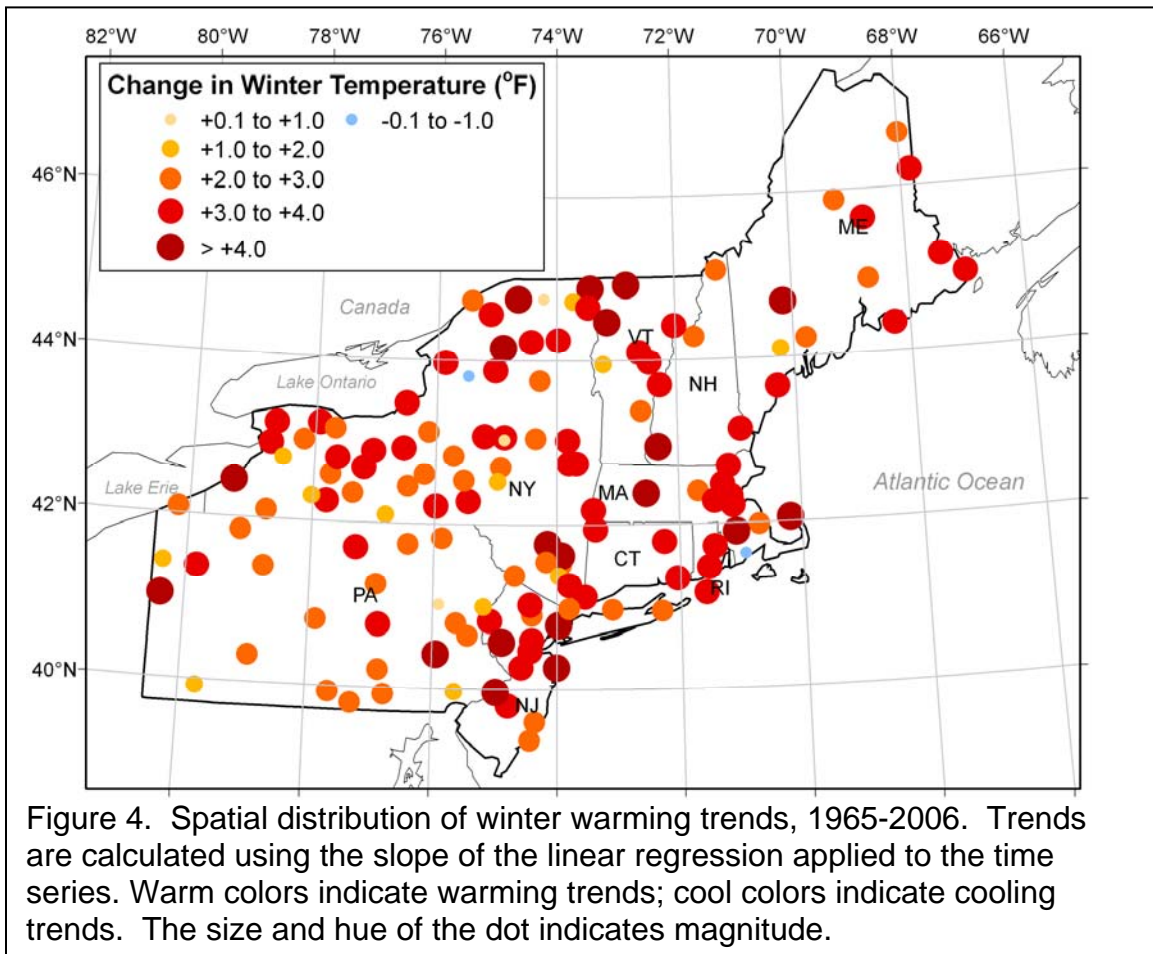 82°W 80°W 78°W 76°W 74°W 72°W 70°W 68°W 66°W
Change in Winter Temperature (°F)
+0.1 to +1.0 -0.1 to -1.0
+1.0 to +2.0
+2.0 to +3.0
+3.0 to +4.0
> +4.0
46°N
ME
Canada
44°N
VT
Lake Ontario
NH
Lake Erie
NY
MA
Atlantic Ocean
42°N
CT
RI
PA
40°N
NJ
Figure 4. Spatial distribution of winter warming trends, 1965-2006. Trends
are calculated using the slope of the linear regression applied to the time
series. Warm colors indicate warming trends; cool colors indicate cooling
trends. The size and hue of the dot indicates magnitude.